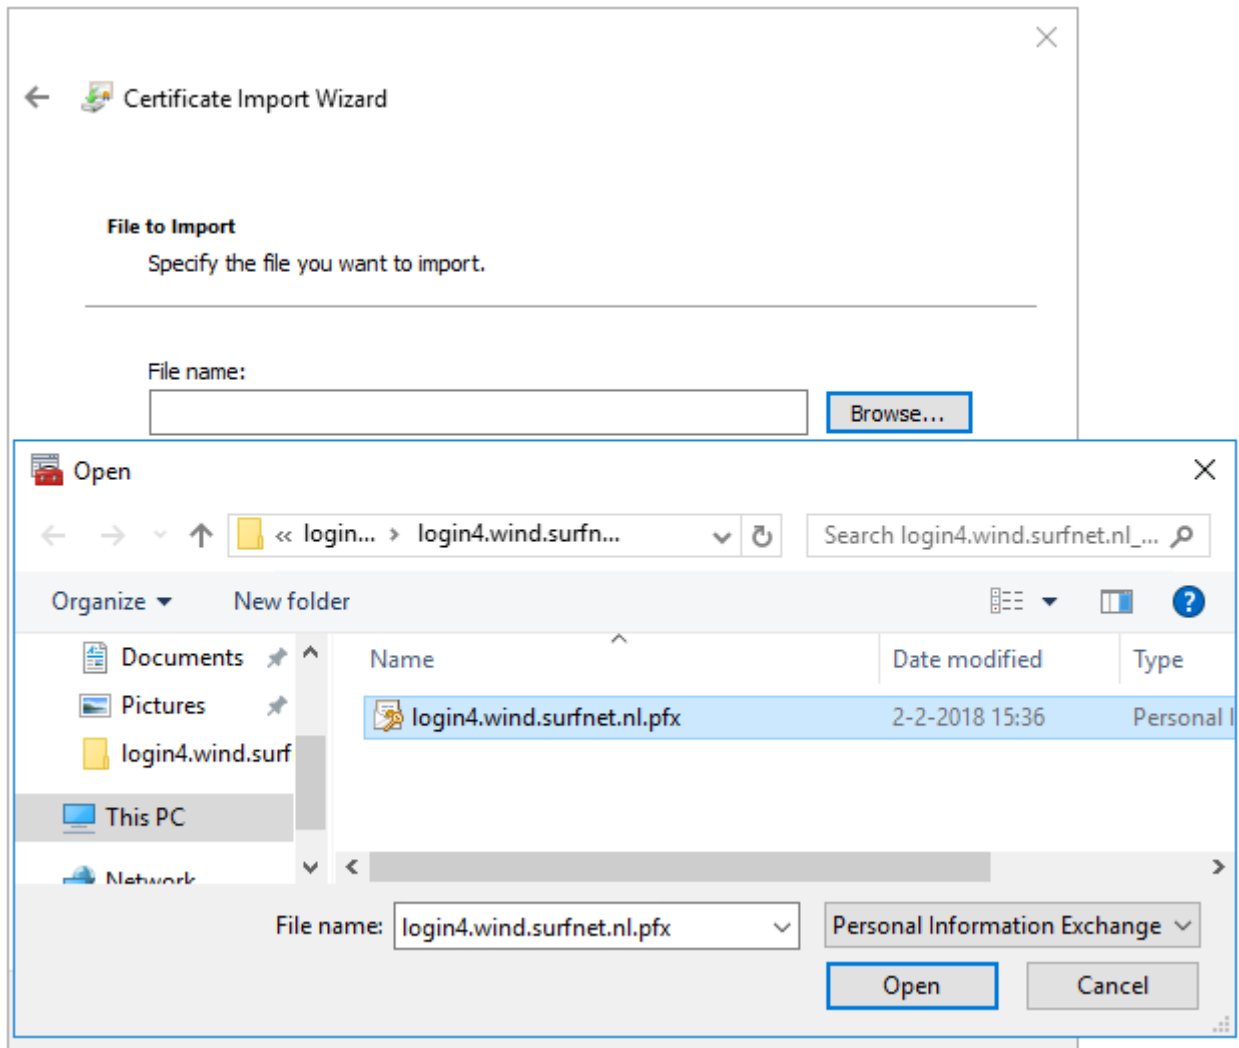 Certificate Import Wizard
File to Import
Specify the file you want to import.
File name:
Browse...
Open
« login... › login4.wind.surfn...
Search login4.wind.surfnet.nl_...
Organize
New folder
Documents
Pictures
login4.wind.surf
This PC
Network
Name
Date modified
Type
login4.wind.surfnet.nl.pfx
2-2-2018 15:36
Personal I
File name:
login4.wind.surfnet.nl.pfx
Personal Information Exchange
Open
Cancel